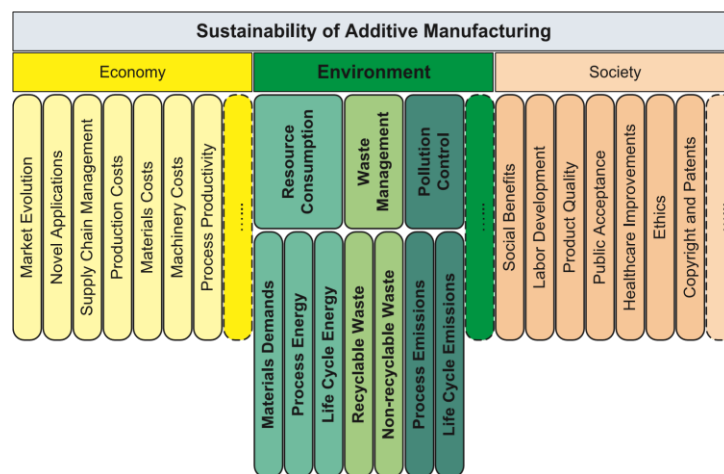 Sustainability of Additive Manufacturing
Economy
Environment
Society
Market Evolution
Novel Applications
Supply Chain Management
Production Costs
Materials Costs
Machinery Costs
Process Productivity
......
Resource
Consumption
Waste
Management
Pollution
Control
......
Materials Demands
Process Energy
Life Cycle Energy
Recyclable Waste
Non-recyclable Waste
Process Emissions
Life Cycle Emissions
Social Benefits
Labor Development
Product Quality
Public Acceptance
Healthcare Improvements
Ethics
Copyright and Patents
......